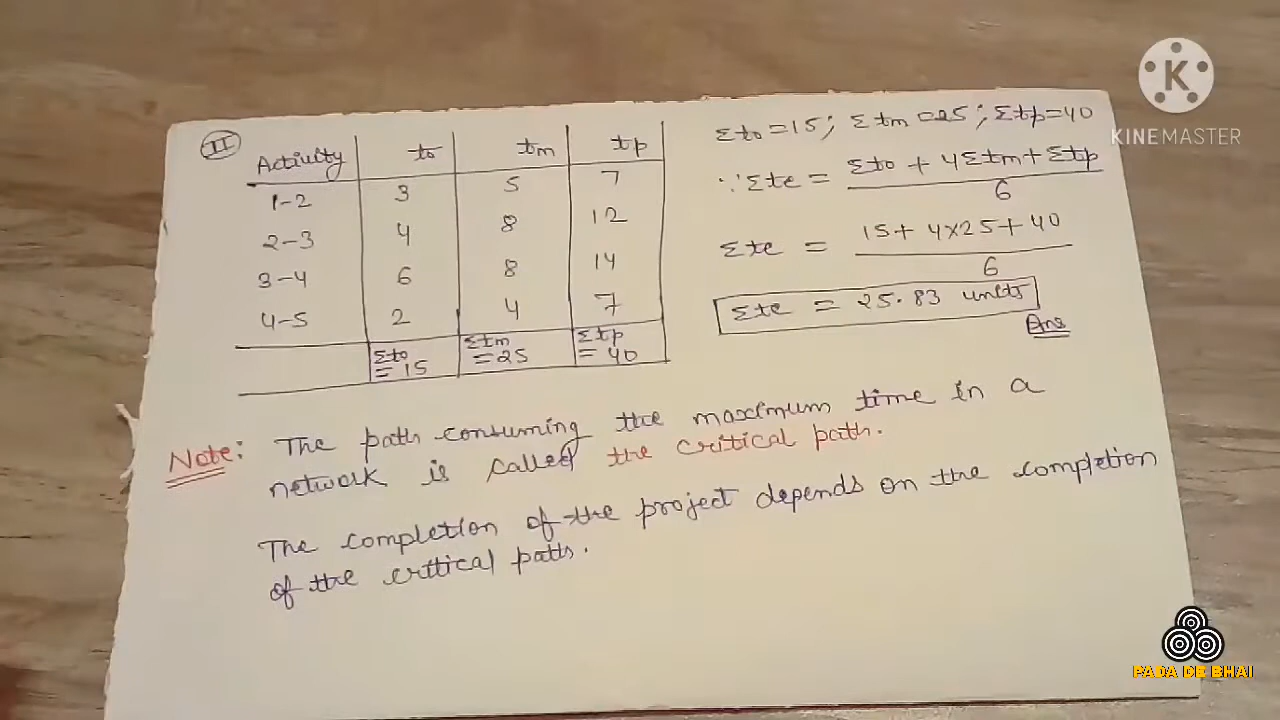 II
Activity to tm tp
1-2 3 5 7
2-3 4 8 12
3-4 6 8 14
4-5 2 4 7
Σto = 15 Σtm = 25 Σtp = 40
Σto = 15; Σtm = 25; Σtp = 40
∵ Σte = Σto + 4Σtm + Σtp / 6
Σte = 15 + 4×25 + 40 / 6
Σte = 25.83 units
Ans
Note: The path consuming the maximum time in a
network is called the critical path.
The completion of the project depends on the completion
of the critical path.
K
KINEMASTER
PADA DE BHAI